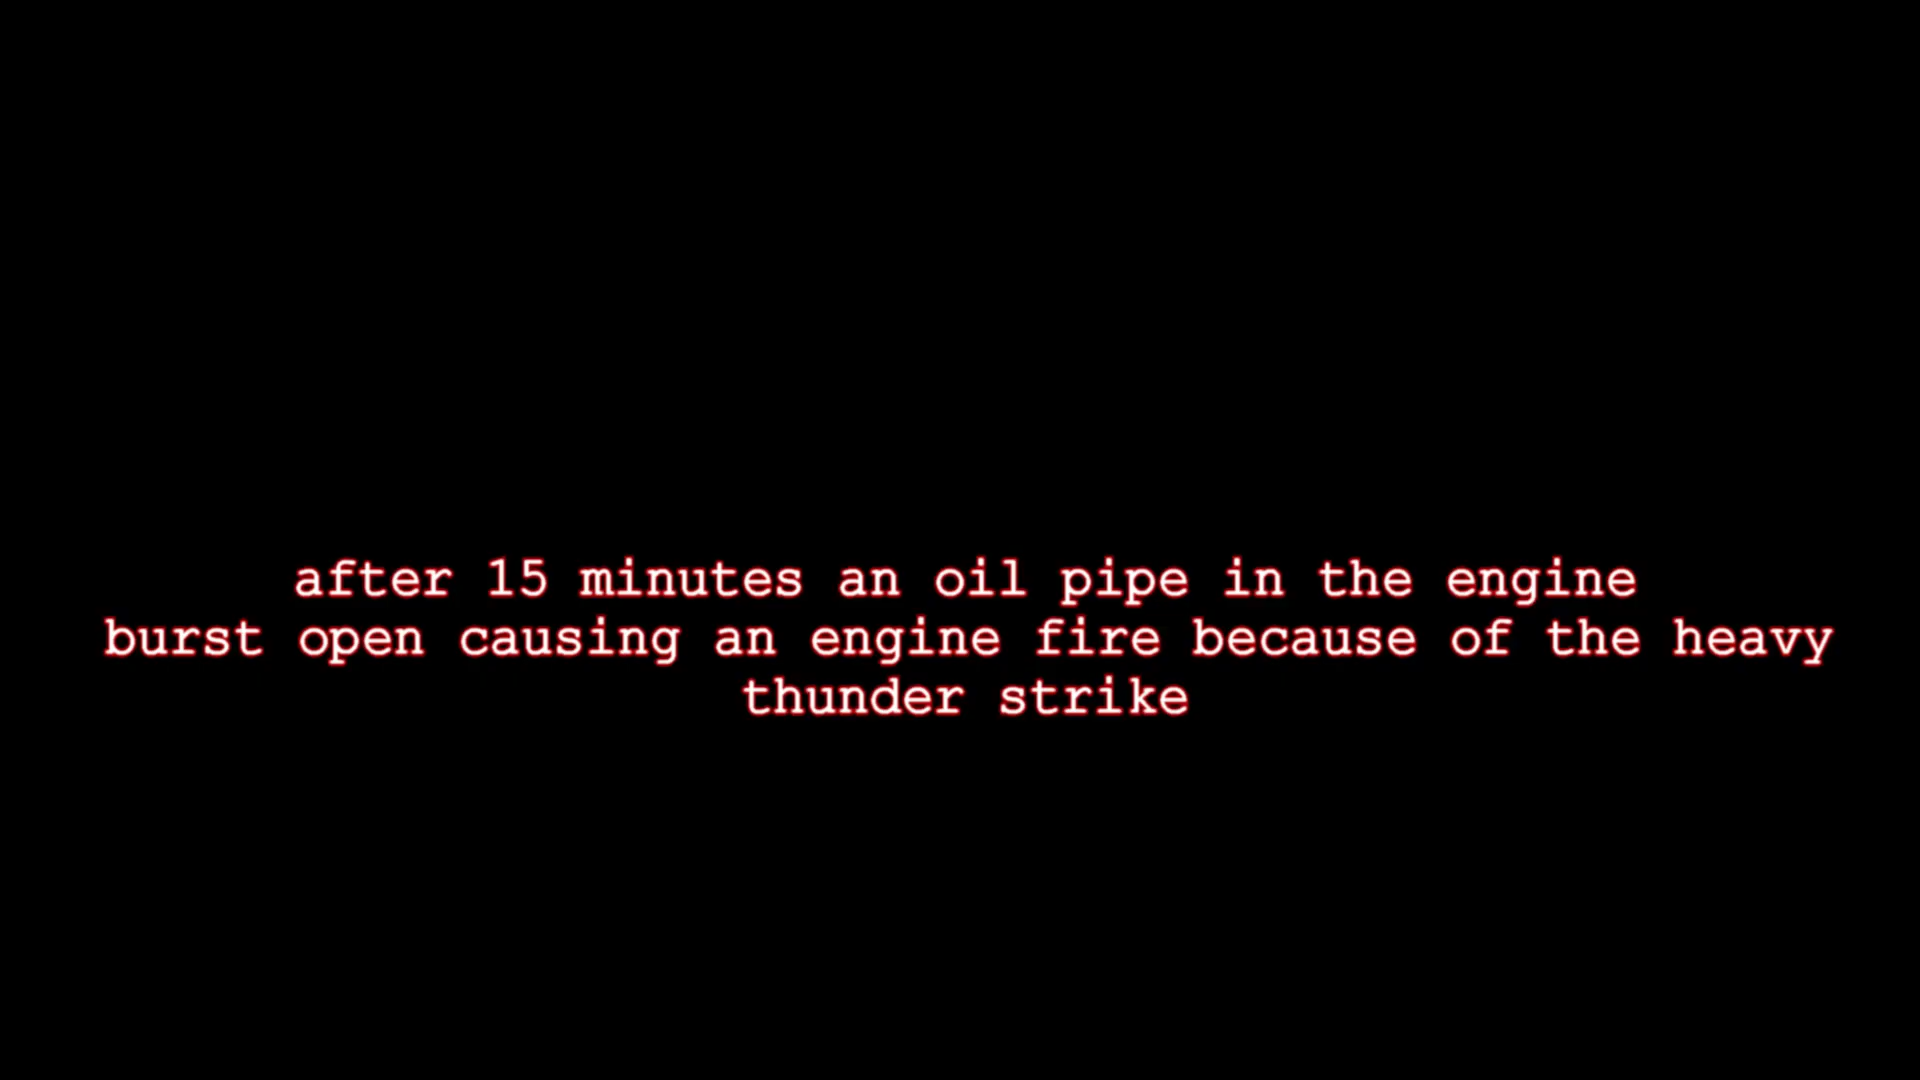 after 15 minutes an oil pipe in the engine
burst open causing an engine fire because of the heavy
thunder strike